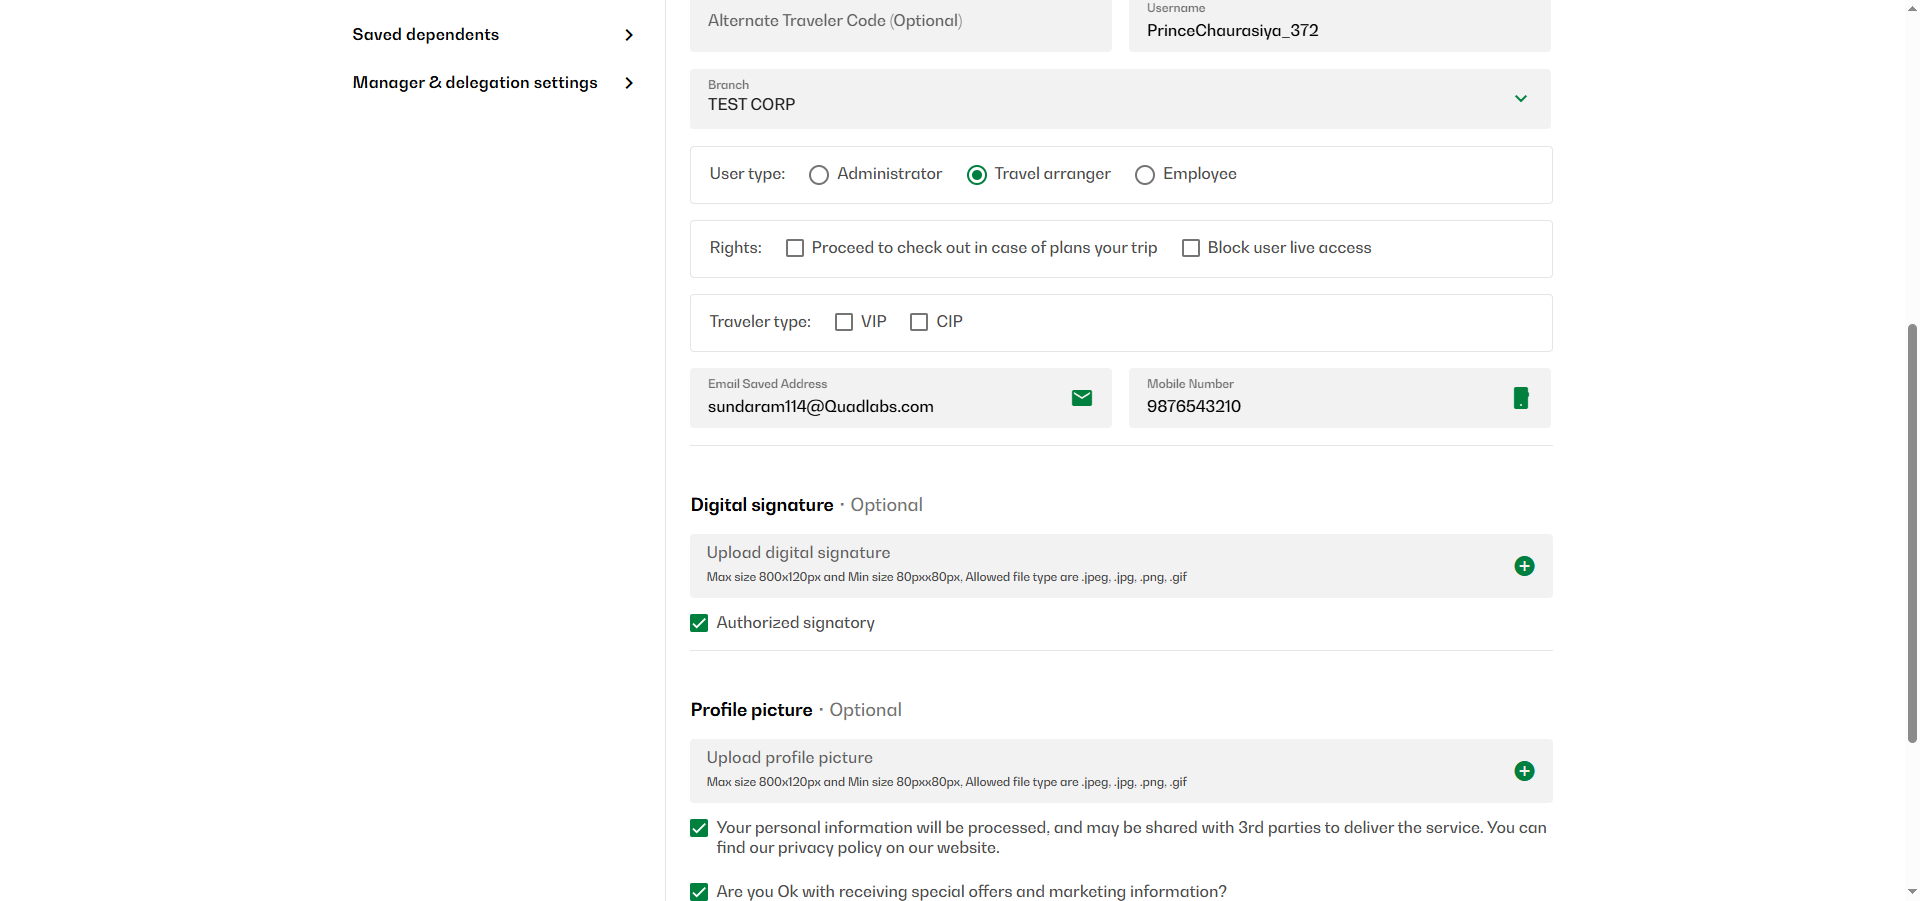 Saved dependents
Manager & delegation settings
Alternate Traveler Code (Optional)
Username
PrinceChaurasiya_372
Branch
TEST CORP
User type: Administrator Travel arranger Employee
Rights: Proceed to check out in case of plans your trip Block user live access
Traveler type: VIP CIP
Email Saved Address
sundaram114@Quadlabs.com
Mobile Number
9876543210
Digital signature · Optional
Upload digital signature
Max size 800x120px and Min size 80pxx80px, Allowed file type are .jpeg, .jpg, .png, .gif
Authorized signatory
Profile picture · Optional
Upload profile picture
Max size 800x120px and Min size 80pxx80px, Allowed file type are .jpeg, .jpg, .png, .gif
Your personal information will be processed, and may be shared with 3rd parties to deliver the service. You can
find our privacy policy on our website.
Are you Ok with receiving special offers and marketing information?